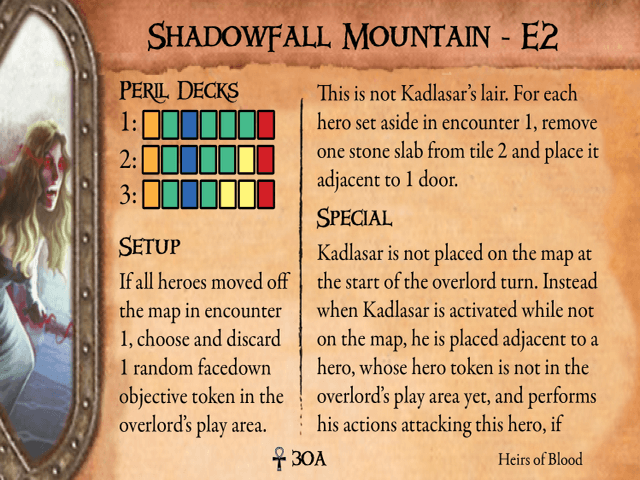 Shadowfall Mountain - E2
Peril Decks
1:
2:
3:
Setup
If all heroes moved off
the map in encounter
1, choose and discard
1 random facedown
objective token in the
overlord's play area.
This is not Kadlasar's lair. For each
hero set aside in encounter 1, remove
one stone slab from tile 2 and place it
adjacent to 1 door.
Special
Kadlasar is not placed on the map at
the start of the overlord turn. Instead
when Kadlasar is activated while not
on the map, he is placed adjacent to a
hero, whose hero token is not in the
overlord's play area yet, and performs
his actions attacking this hero, if
30A
Heirs of Blood